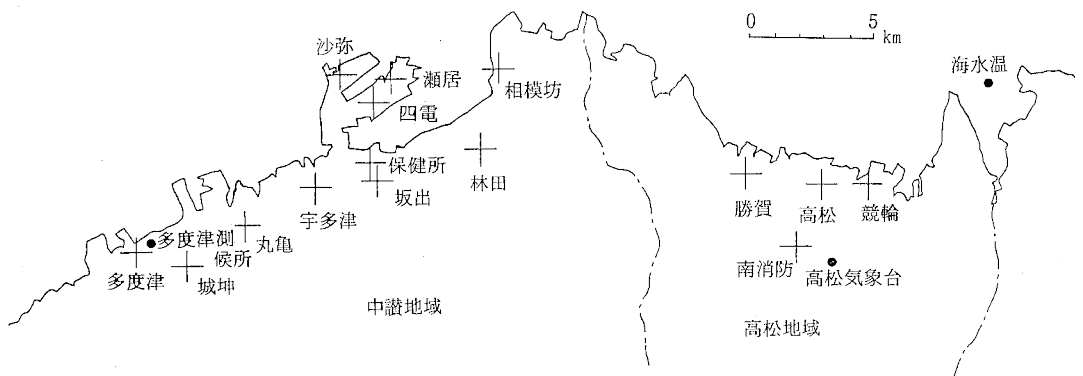 0 5
km
沙弥
海水温
瀬居
相模坊
四電
保健所
林田
坂出
勝賀
高松
競輪
宇多津
多度津測
候所
丸亀
南消防
高松気象台
多度津
城坤
中讃地域
高松地域